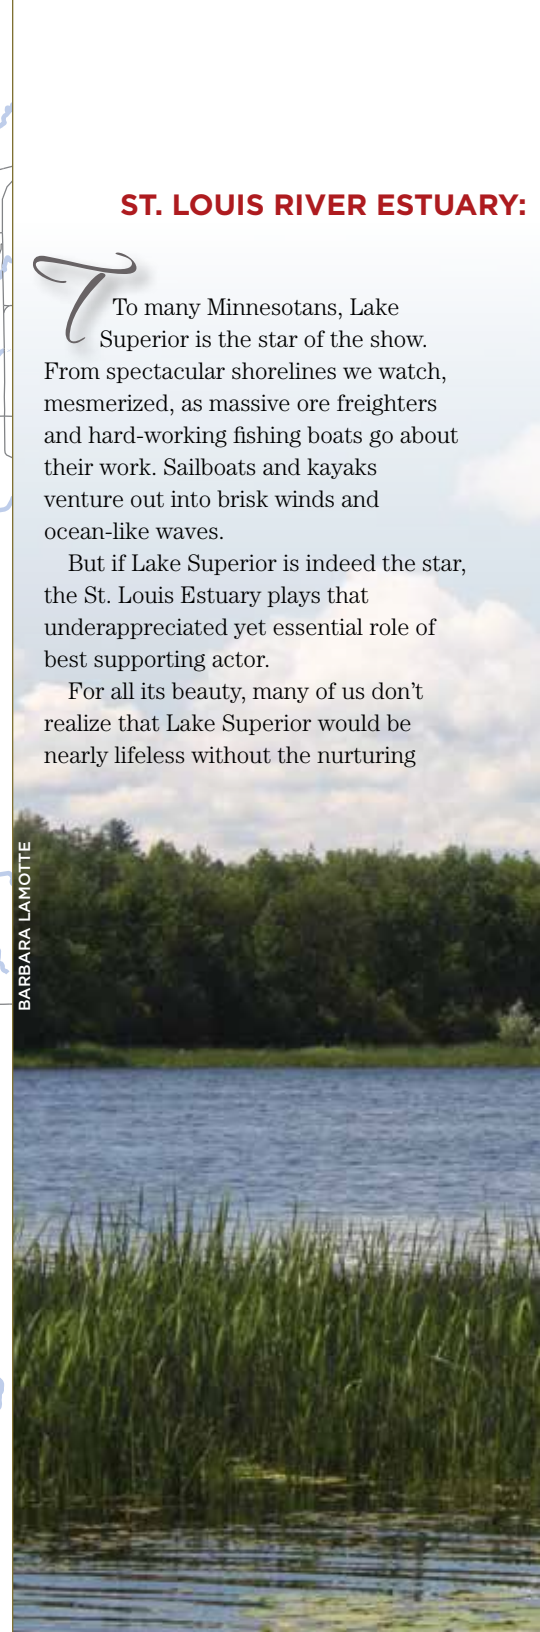 ST. LOUIS RIVER ESTUARY:
T
To many Minnesotans, Lake
Superior is the star of the show.
From spectacular shorelines we watch,
mesmerized, as massive ore freighters
and hard-working fishing boats go about
their work. Sailboats and kayaks
venture out into brisk winds and
ocean-like waves.
But if Lake Superior is indeed the star,
the St. Louis Estuary plays that
underappreciated yet essential role of
best supporting actor.
For all its beauty, many of us don't
realize that Lake Superior would be
nearly lifeless without the nurturing
BARBARA LAMOTTE